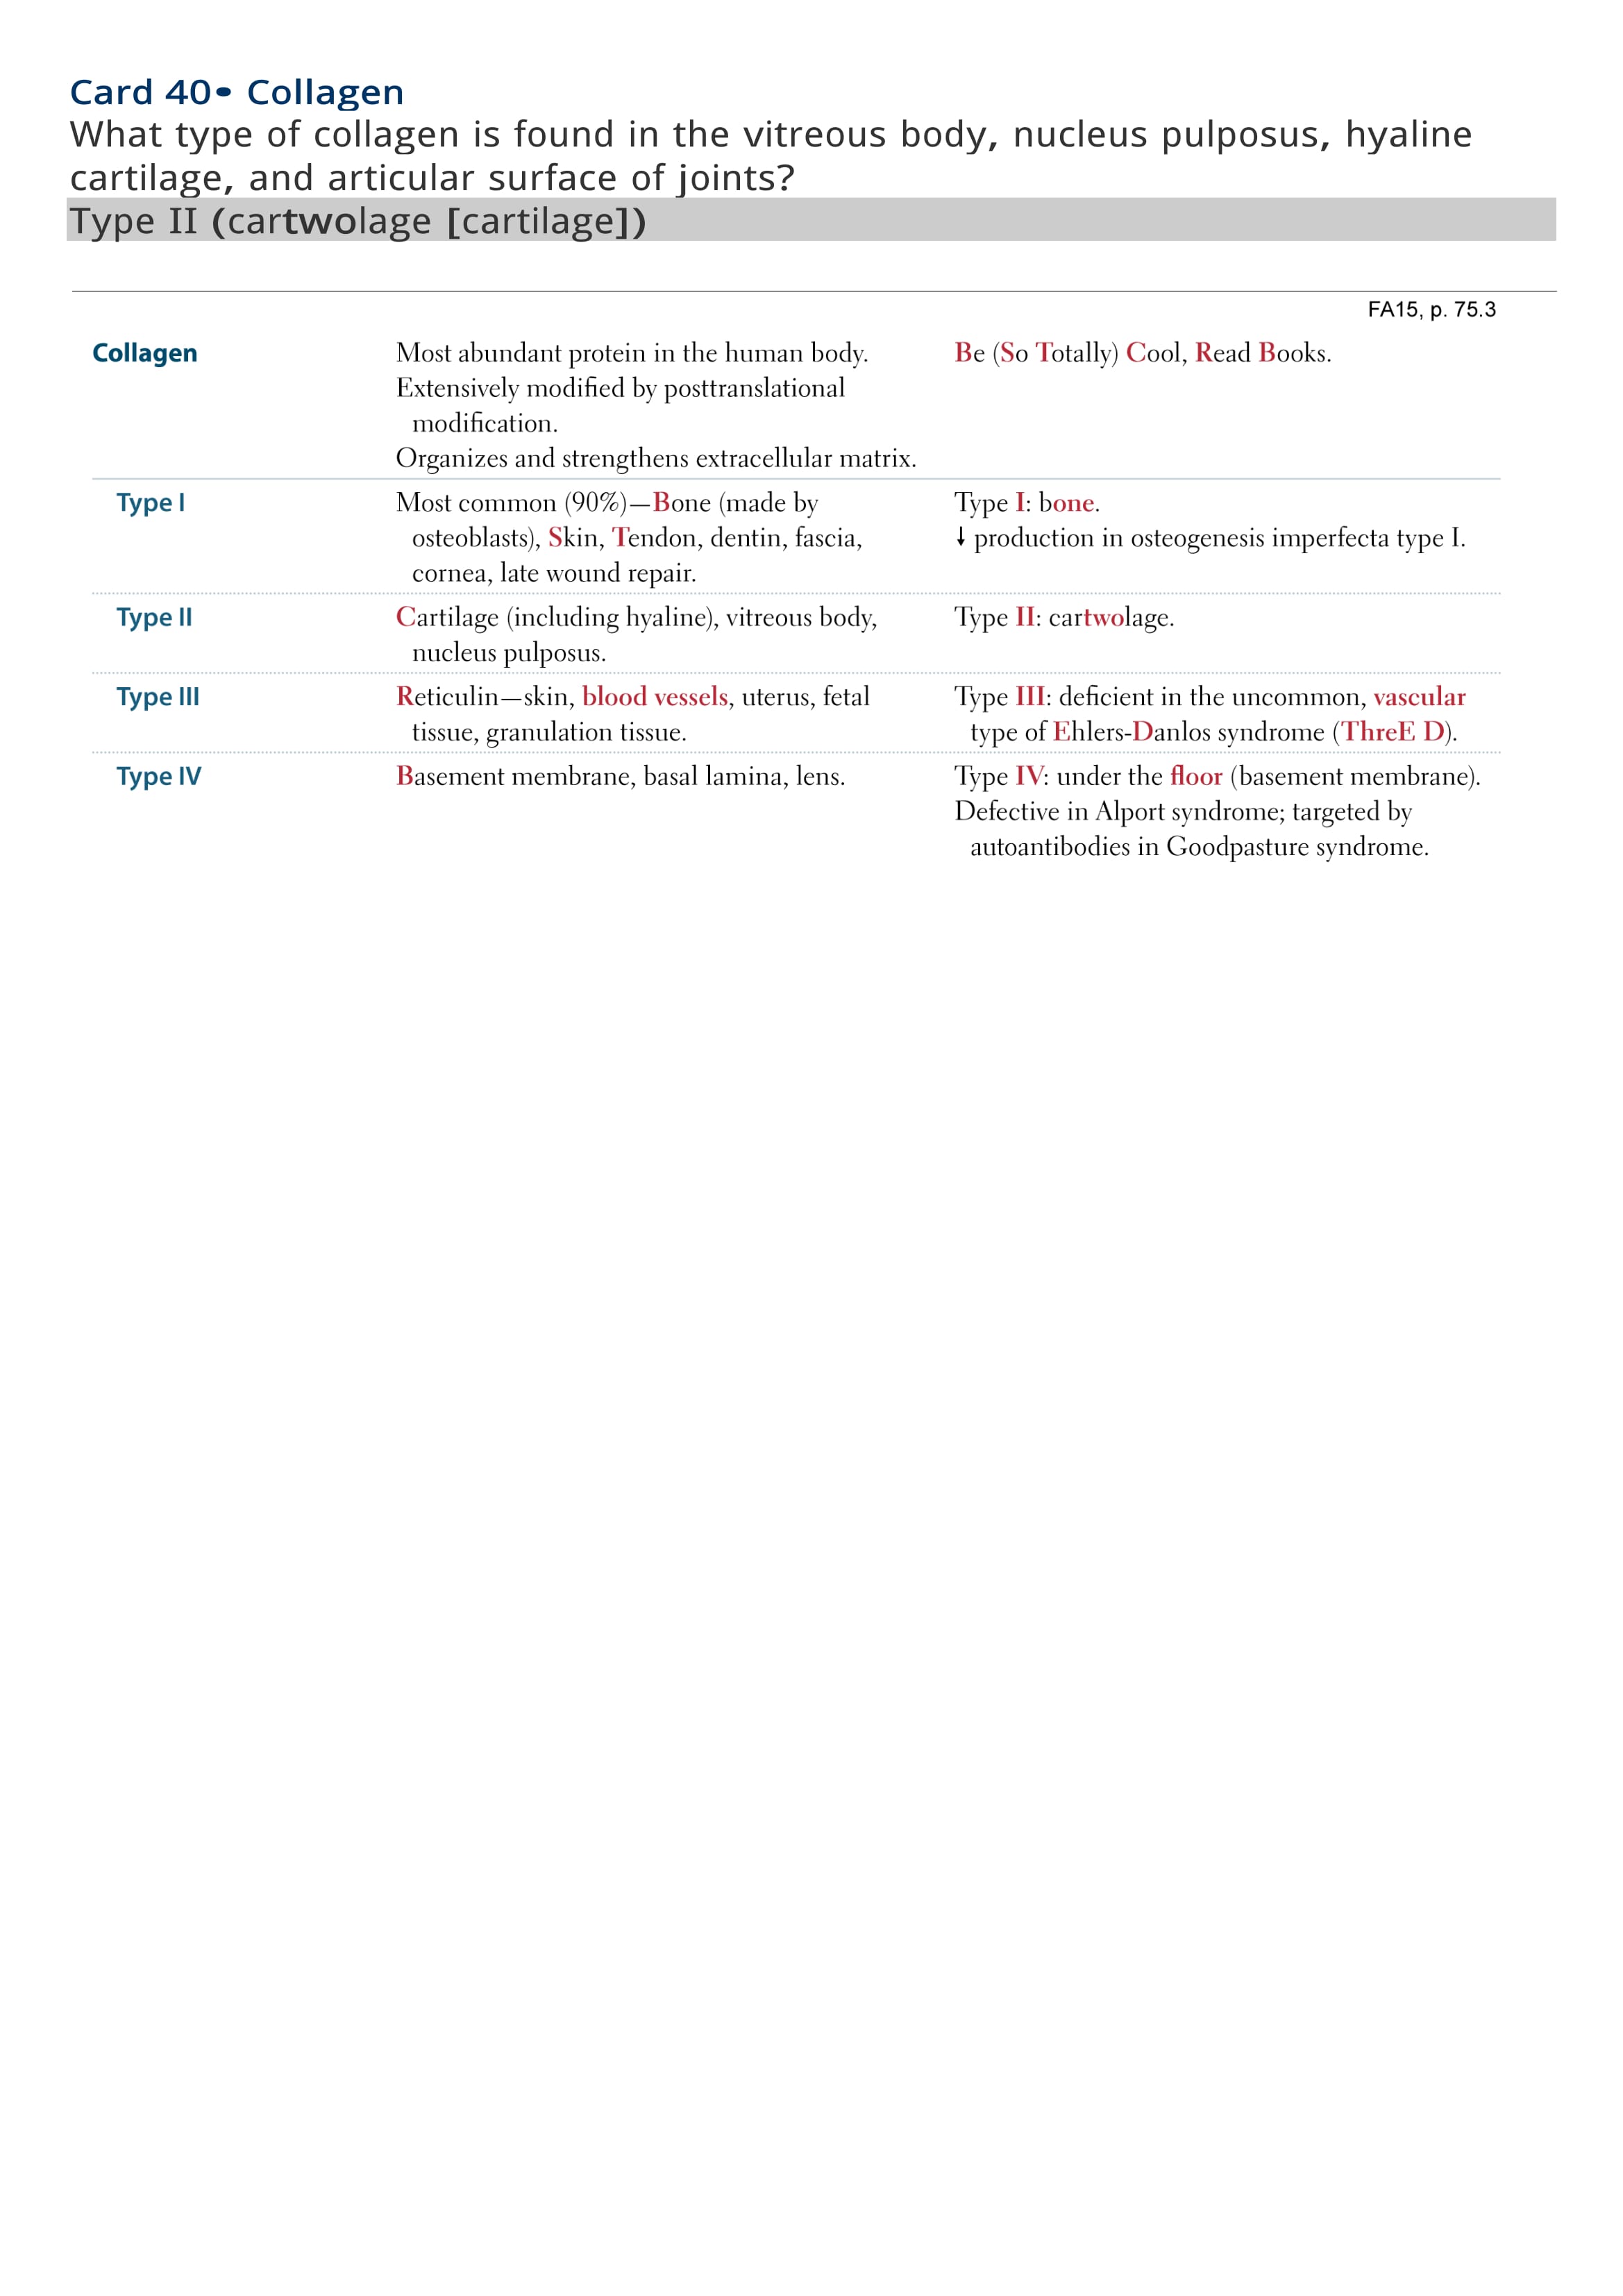 Card 40• Collagen
What type of collagen is found in the vitreous body, nucleus pulposus, hyaline
cartilage, and articular surface of joints?
Type II (cartwolage [cartilage])
FA15, p. 75.3
Collagen
Most abundant protein in the human body.
Extensively modified by posttranslational
modification.
Organizes and strengthens extracellular matrix.
Be (So Totally) Cool, Read Books.
Type I
Most common (90%)—Bone (made by
osteoblasts), Skin, Tendon, dentin, fascia,
cornea, late wound repair.
Type I: bone.
↓ production in osteogenesis imperfecta type I.
Type II
Cartilage (including hyaline), vitreous body,
nucleus pulposus.
Type II: cartwolage.
Type III
Reticulin—skin, blood vessels, uterus, fetal
tissue, granulation tissue.
Type III: deficient in the uncommon, vascular
type of Ehlers-Danlos syndrome (ThreE D).
Type IV
Basement membrane, basal lamina, lens.
Type IV: under the floor (basement membrane).
Defective in Alport syndrome; targeted by
autoantibodies in Goodpasture syndrome.